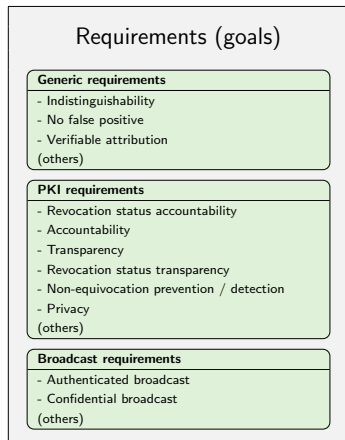 Requirements (goals)
Generic requirements
- Indistinguishability
- No false positive
- Verifiable attribution
(others)
PKI requirements
- Revocation status accountability
- Accountability
- Transparency
- Revocation status transparency
- Non-equivocation prevention / detection
- Privacy
(others)
Broadcast requirements
- Authenticated broadcast
- Confidential broadcast
(others)